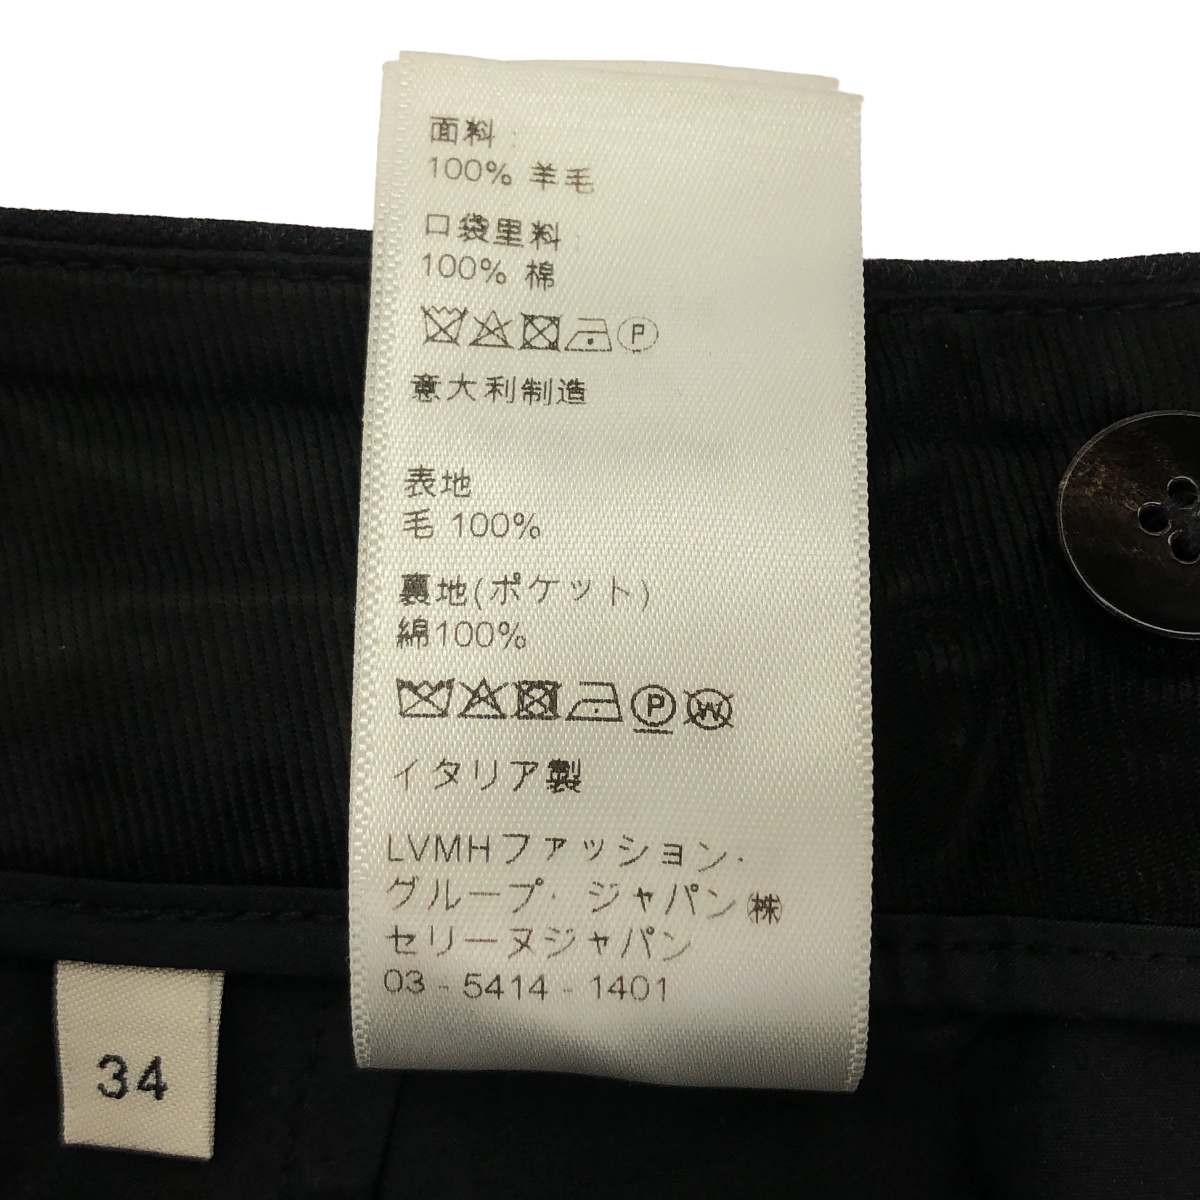 面料:
100% 羊毛
口袋里料:
100% 棉
P
意大利制造
表地
毛 100%
裏地(ポケット)
綿100%
P W
イタリア製
LVMHファッション・
グループ・ジャパン㈱
セリーヌジャパン
03 - 5414 - 1401
34